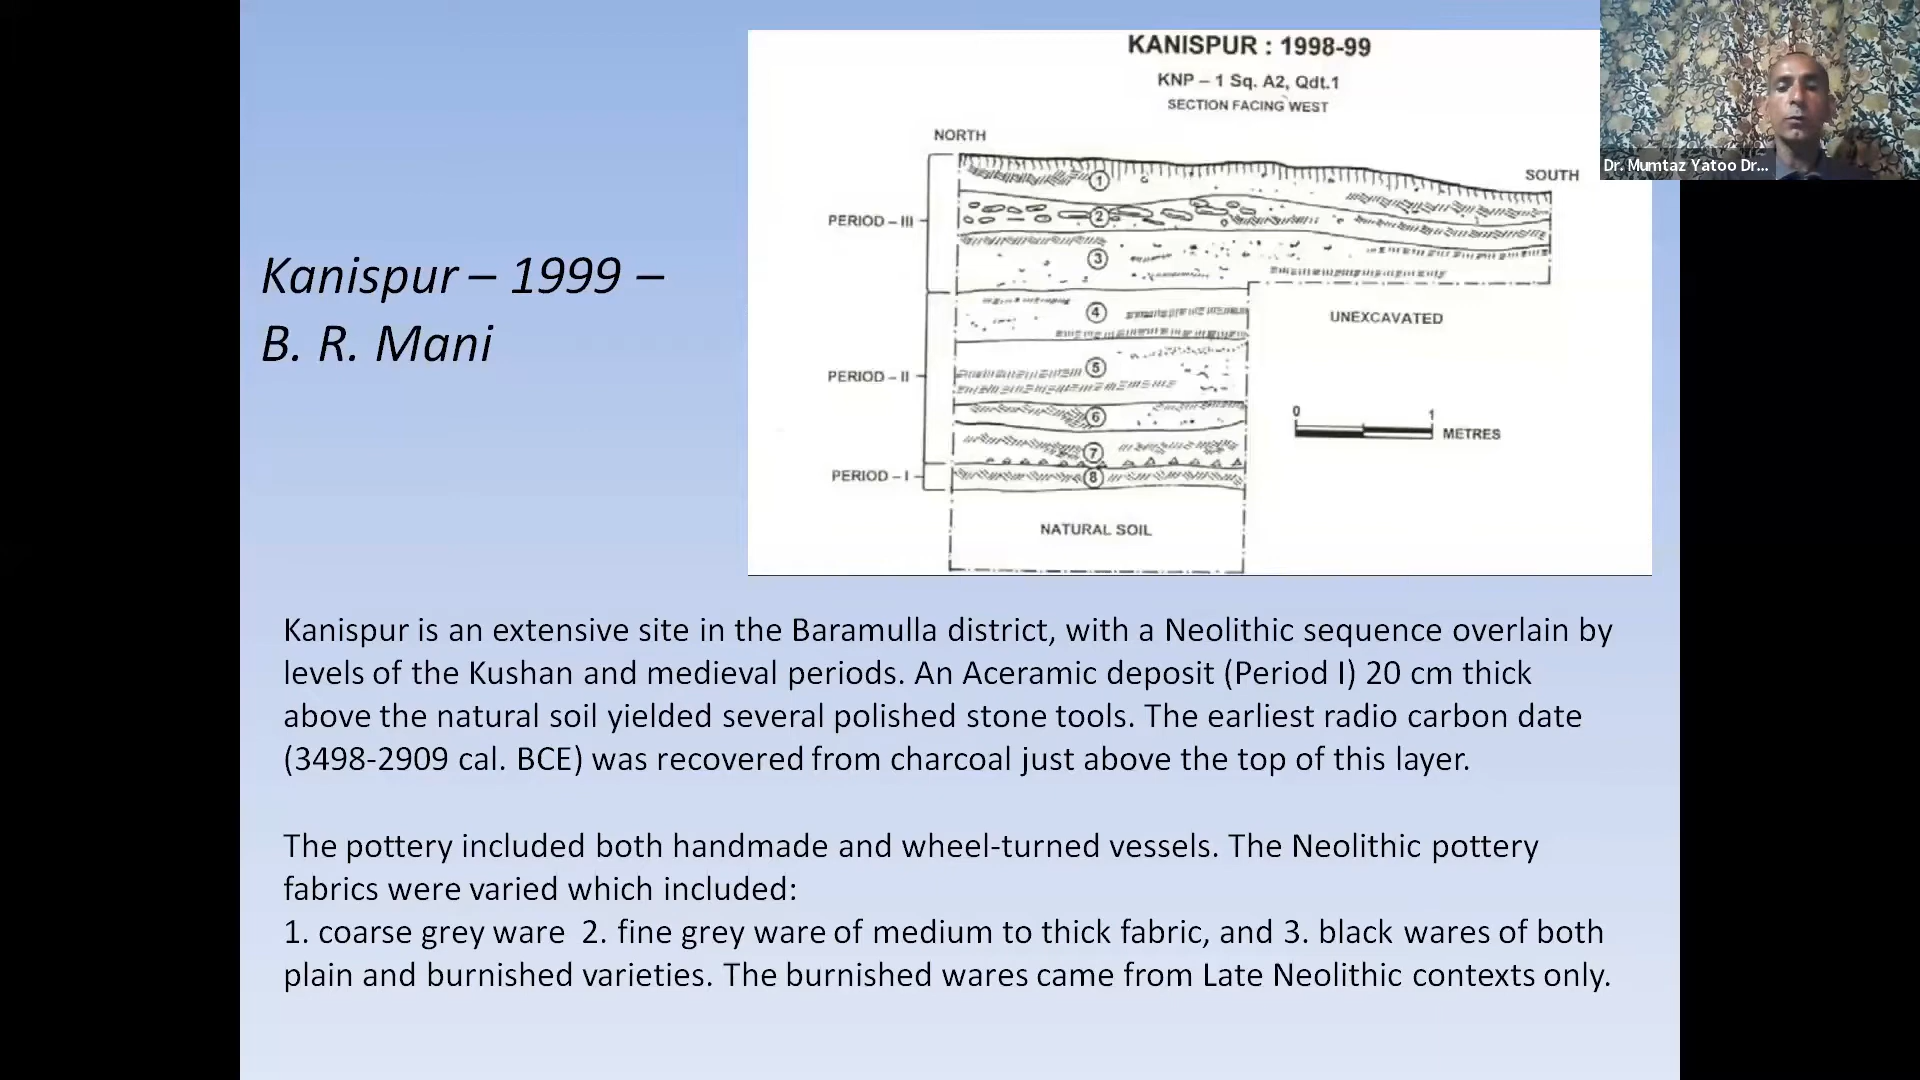 KANISPUR : 1998-99
KNP – 1 Sq. A2, Qdt.1
SECTION FACING WEST
NORTH
SOUTH
Dr. Mumtaz Yatoo Dr...
1
2
PERIOD – III
3
4
UNEXCAVATED
5
PERIOD – II
6
0 1
METRES
7
PERIOD – I
8
NATURAL SOIL
Kanispur – 1999 –
B. R. Mani
Kanispur is an extensive site in the Baramulla district, with a Neolithic sequence overlain by
levels of the Kushan and medieval periods. An Aceramic deposit (Period I) 20 cm thick
above the natural soil yielded several polished stone tools. The earliest radio carbon date
(3498-2909 cal. BCE) was recovered from charcoal just above the top of this layer.
The pottery included both handmade and wheel-turned vessels. The Neolithic pottery
fabrics were varied which included:
1. coarse grey ware 2. fine grey ware of medium to thick fabric, and 3. black wares of both
plain and burnished varieties. The burnished wares came from Late Neolithic contexts only.